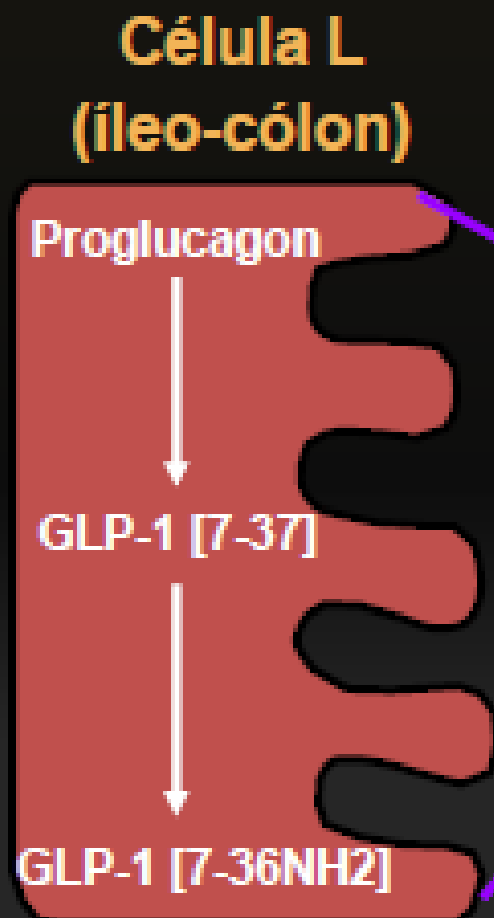 Célula L
(íleo-cólon)
Proglucagon
GLP-1 [7-37]
GLP-1 [7-36NH2]